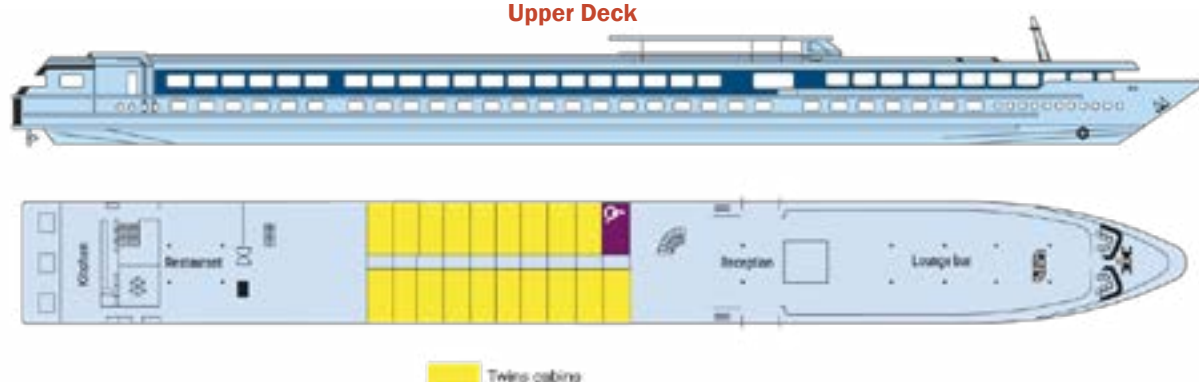 Upper Deck
Kitchen
Restaurant
Reception
Lounge bar
Twins cabins